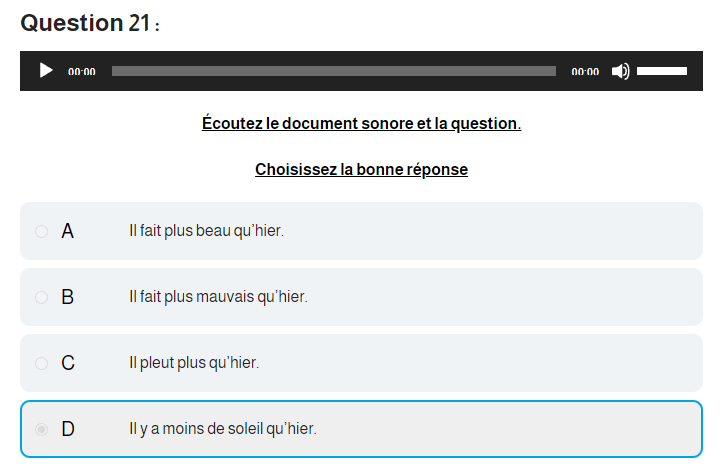 Question 21 :
00:00 00:00
Écoutez le document sonore et la question.
Choisissez la bonne réponse
A Il fait plus beau qu’hier.
B Il fait plus mauvais qu’hier.
C Il pleut plus qu’hier.
D Il y a moins de soleil qu’hier.